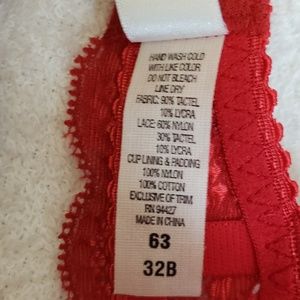 HAND WASH COLD
WITH LIKE COLOR
DO NOT BLEACH
LINE DRY
FABRIC: 90% TACTEL
10% LYCRA
LACE: 60% NYLON
30% TACTEL
10% LYCRA
CUP LINING & PADDING
100% NYLON
100% COTTON
EXCLUSIVE OF TRIM
RN 94427
MADE IN CHINA
63
32B